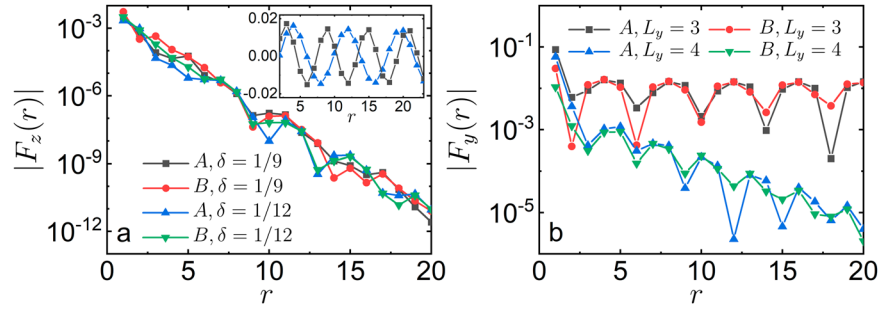 a
|F_z(r)|
10^-3
10^-6
10^-9
10^-12
0 5 10 15 20
r
A, δ = 1/9
B, δ = 1/9
A, δ = 1/12
B, δ = 1/12
0.02
0.00
-0.02
5 10 15 20
r
b
|F_y(r)|
10^-1
10^-3
10^-5
0 5 10 15 20
r
A, L_y = 3
B, L_y = 3
A, L_y = 4
B, L_y = 4